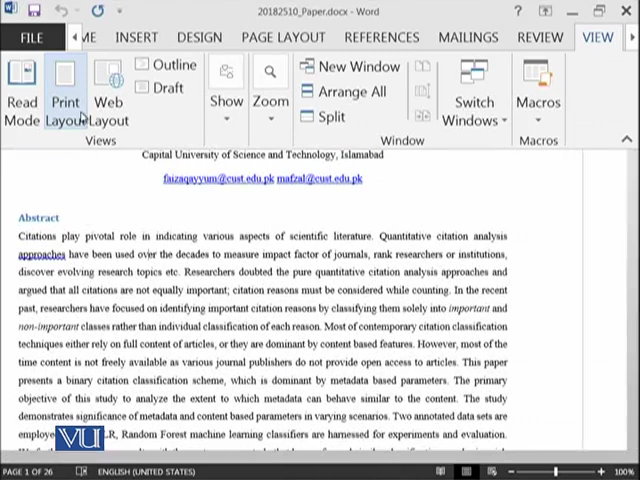 20182510_Paper.docx - Word
FILE ME INSERT DESIGN PAGE LAYOUT REFERENCES MAILINGS REVIEW VIEW
Read Mode
Print Layout
Web Layout
Outline
Draft
Views
Show
Zoom
New Window
Arrange All
Split
Switch Windows
Window
Macros
Macros
Capital University of Science and Technology, Islamabad
faizaqayyum@cust.edu.pk mafzal@cust.edu.pk
Abstract
Citations play pivotal role in indicating various aspects of scientific literature. Quantitative citation analysis
approaches have been used over the decades to measure impact factor of journals, rank researchers or institutions,
discover evolving research topics etc. Researchers doubted the pure quantitative citation analysis approaches and
argued that all citations are not equally important; citation reasons must be considered while counting. In the recent
past, researchers have focused on identifying important citation reasons by classifying them solely into important and
non-important classes rather than individual classification of each reason. Most of contemporary citation classification
techniques either rely on full content of articles, or they are dominant by content based features. However, most of the
time content is not freely available as various journal publishers do not provide open access to articles. This paper
presents a binary citation classification scheme, which is dominant by metadata based parameters. The primary
objective of this study to analyze the extent to which metadata can behave similar to the content. The study
demonstrates significance of metadata and content based parameters in varying scenarios. Two annotated data sets are
employe LR, Random Forest machine learning classifiers are harnessed for experiments and evaluation.
VU
PAGE 1 OF 26 ENGLISH (UNITED STATES) 100%